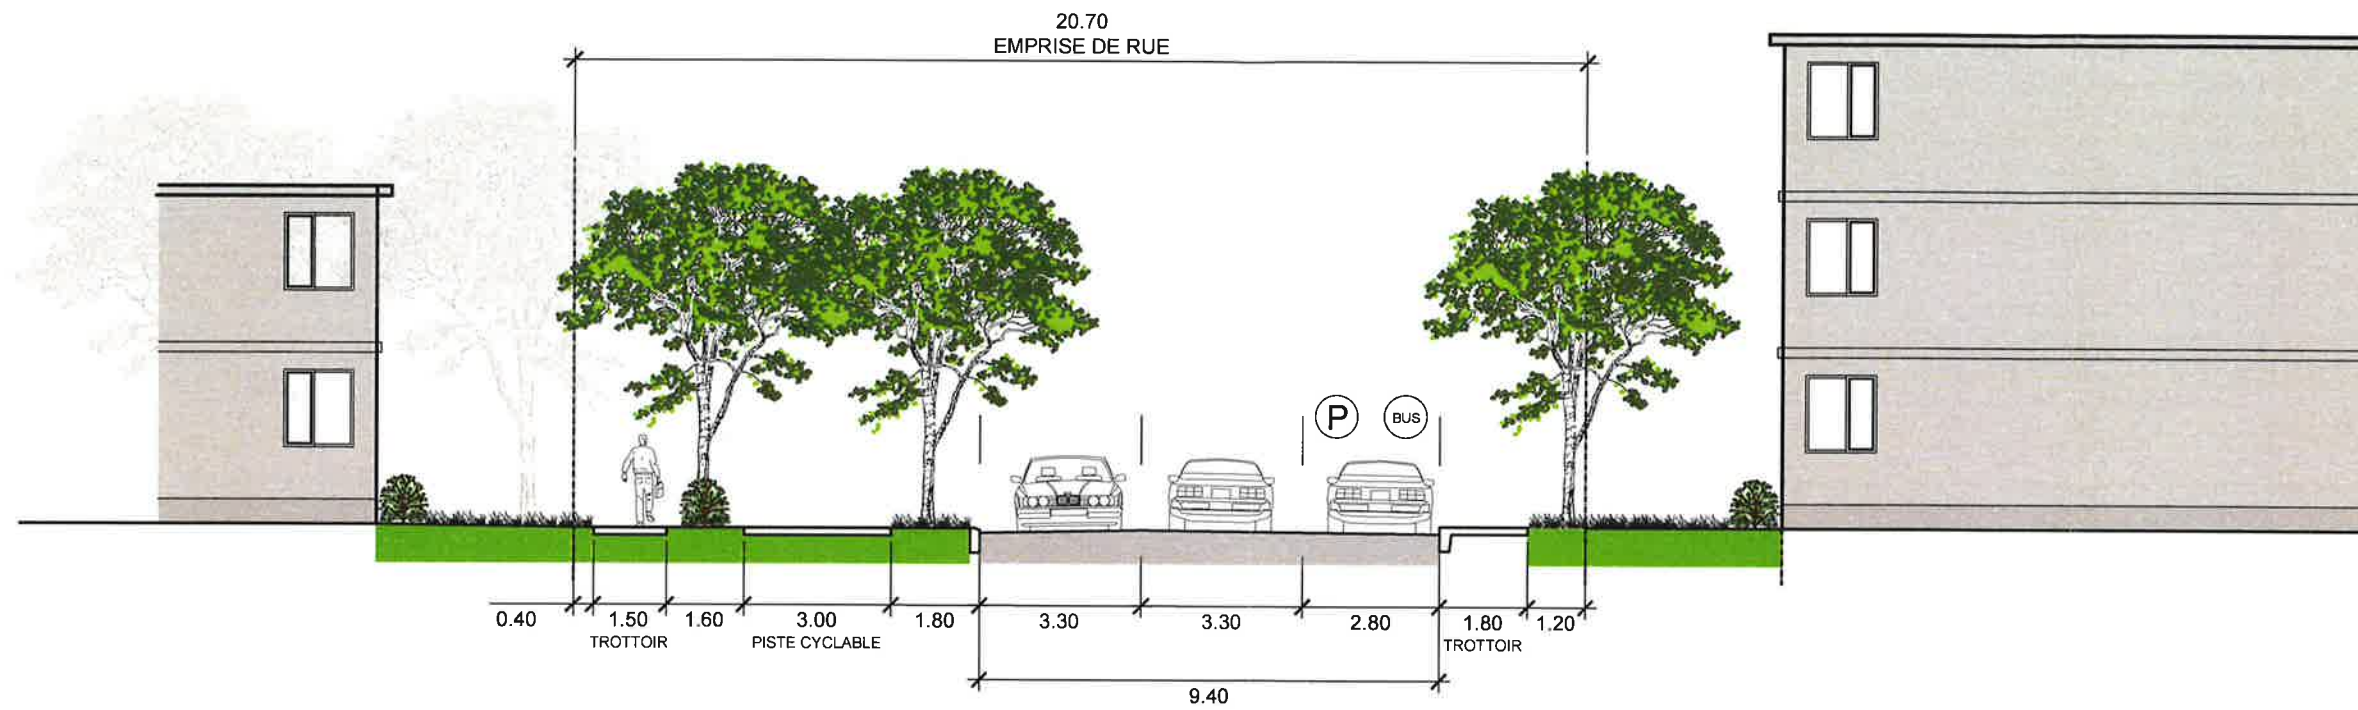 20.70
EMPRISE DE RUE
P
BUS
0.40
1.50
TROTTOIR
1.60
3.00
PISTE CYCLABLE
1.80
3.30
3.30
2.80
1.80
TROTTOIR
1.20
9.40